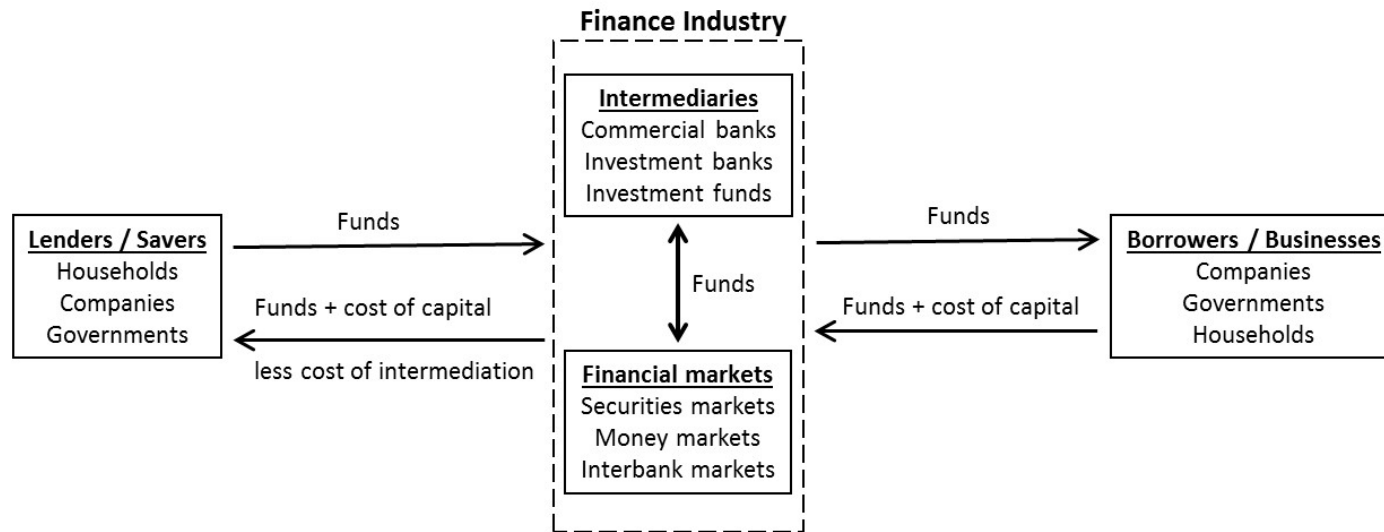 Finance Industry
Intermediaries
Commercial banks
Investment banks
Investment funds
Funds
Lenders / Savers
Households
Companies
Governments
Funds + cost of capital
less cost of intermediation
Funds
Financial markets
Securities markets
Money markets
Interbank markets
Funds
Borrowers / Businesses
Companies
Governments
Households
Funds + cost of capital